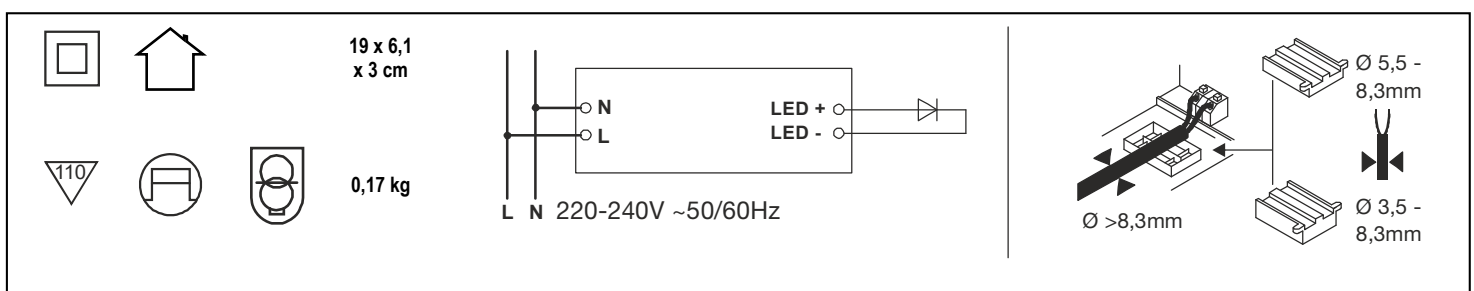 19 x 6,1
x 3 cm
110
0,17 kg
N
L
LED +
LED -
L N 220-240V ~50/60Hz
Ø >8,3mm
Ø 5,5 -
8,3mm
Ø 3,5 -
8,3mm